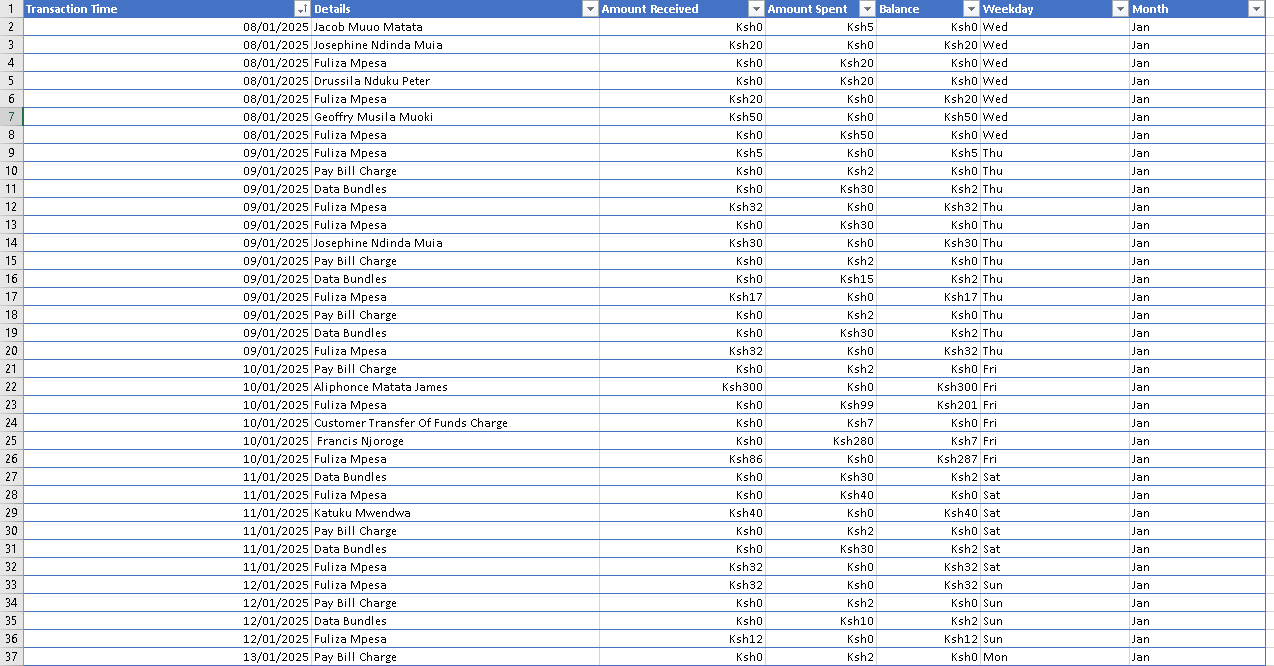 1 Transaction Time Details Amount Received Amount Spent Balance Weekday Month
2 08/01/2025 Jacob Muuo Matata Ksh0 Ksh5 Ksh0 Wed Jan
3 08/01/2025 Josephine Ndinda Muia Ksh20 Ksh0 Ksh20 Wed Jan
4 08/01/2025 Fuliza Mpesa Ksh0 Ksh20 Ksh0 Wed Jan
5 08/01/2025 Drussila Nduku Peter Ksh0 Ksh20 Ksh0 Wed Jan
6 08/01/2025 Fuliza Mpesa Ksh20 Ksh0 Ksh20 Wed Jan
7 08/01/2025 Geoffry Musila Muoki Ksh50 Ksh0 Ksh50 Wed Jan
8 08/01/2025 Fuliza Mpesa Ksh0 Ksh50 Ksh0 Wed Jan
9 09/01/2025 Fuliza Mpesa Ksh5 Ksh0 Ksh5 Thu Jan
10 09/01/2025 Pay Bill Charge Ksh0 Ksh2 Ksh0 Thu Jan
11 09/01/2025 Data Bundles Ksh0 Ksh30 Ksh2 Thu Jan
12 09/01/2025 Fuliza Mpesa Ksh32 Ksh0 Ksh32 Thu Jan
13 09/01/2025 Fuliza Mpesa Ksh0 Ksh30 Ksh0 Thu Jan
14 09/01/2025 Josephine Ndinda Muia Ksh30 Ksh0 Ksh30 Thu Jan
15 09/01/2025 Pay Bill Charge Ksh0 Ksh2 Ksh0 Thu Jan
16 09/01/2025 Data Bundles Ksh0 Ksh15 Ksh2 Thu Jan
17 09/01/2025 Fuliza Mpesa Ksh17 Ksh0 Ksh17 Thu Jan
18 09/01/2025 Pay Bill Charge Ksh0 Ksh2 Ksh0 Thu Jan
19 09/01/2025 Data Bundles Ksh0 Ksh30 Ksh2 Thu Jan
20 09/01/2025 Fuliza Mpesa Ksh32 Ksh0 Ksh32 Thu Jan
21 10/01/2025 Pay Bill Charge Ksh0 Ksh2 Ksh0 Fri Jan
22 10/01/2025 Aliphonce Matata James Ksh300 Ksh0 Ksh300 Fri Jan
23 10/01/2025 Fuliza Mpesa Ksh0 Ksh99 Ksh201 Fri Jan
24 10/01/2025 Customer Transfer Of Funds Charge Ksh0 Ksh7 Ksh0 Fri Jan
25 10/01/2025 Francis Njoroge Ksh0 Ksh280 Ksh7 Fri Jan
26 10/01/2025 Fuliza Mpesa Ksh86 Ksh0 Ksh287 Fri Jan
27 11/01/2025 Data Bundles Ksh0 Ksh30 Ksh2 Sat Jan
28 11/01/2025 Fuliza Mpesa Ksh0 Ksh40 Ksh0 Sat Jan
29 11/01/2025 Katuku Mwendwa Ksh40 Ksh0 Ksh40 Sat Jan
30 11/01/2025 Pay Bill Charge Ksh0 Ksh2 Ksh0 Sat Jan
31 11/01/2025 Data Bundles Ksh0 Ksh30 Ksh2 Sat Jan
32 11/01/2025 Fuliza Mpesa Ksh32 Ksh0 Ksh32 Sat Jan
33 12/01/2025 Fuliza Mpesa Ksh32 Ksh0 Ksh32 Sun Jan
34 12/01/2025 Pay Bill Charge Ksh0 Ksh2 Ksh0 Sun Jan
35 12/01/2025 Data Bundles Ksh0 Ksh10 Ksh2 Sun Jan
36 12/01/2025 Fuliza Mpesa Ksh12 Ksh0 Ksh12 Sun Jan
37 13/01/2025 Pay Bill Charge Ksh0 Ksh2 Ksh0 Mon Jan